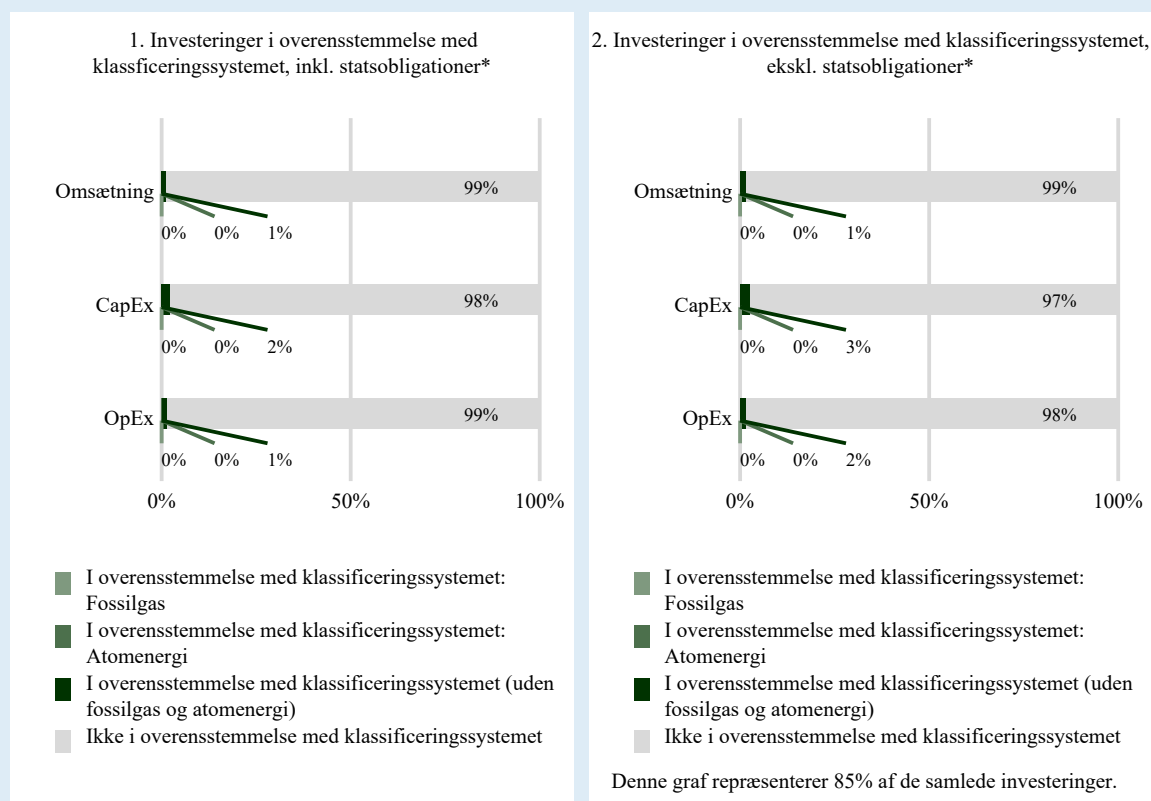 1. Investeringer i overensstemmelse med
klassficeringssystemet, inkl. statsobligationer*
Omsætning
99%
0% 0% 1%
CapEx
98%
0% 0% 2%
OpEx
99%
0% 0% 1%
0% 50% 100%
I overensstemmelse med klassificeringssystemet:
Fossilgas
I overensstemmelse med klassificeringssystemet:
Atomenergi
I overensstemmelse med klassificeringssystemet (uden
fossilgas og atomenergi)
Ikke i overensstemmelse med klassificeringssystemet
2. Investeringer i overensstemmelse med klassificeringssystemet,
ekskl. statsobligationer*
Omsætning
99%
0% 0% 1%
CapEx
97%
0% 0% 3%
OpEx
98%
0% 0% 2%
0% 50% 100%
I overensstemmelse med klassificeringssystemet:
Fossilgas
I overensstemmelse med klassificeringssystemet:
Atomenergi
I overensstemmelse med klassificeringssystemet (uden
fossilgas og atomenergi)
Ikke i overensstemmelse med klassificeringssystemet
Denne graf repræsenterer 85% af de samlede investeringer.